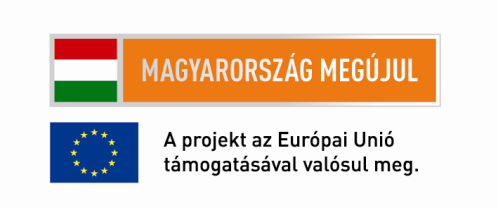 MAGYARORSZÁG MEGÚJUL
A projekt az Európai Unió
támogatásával valósul meg.